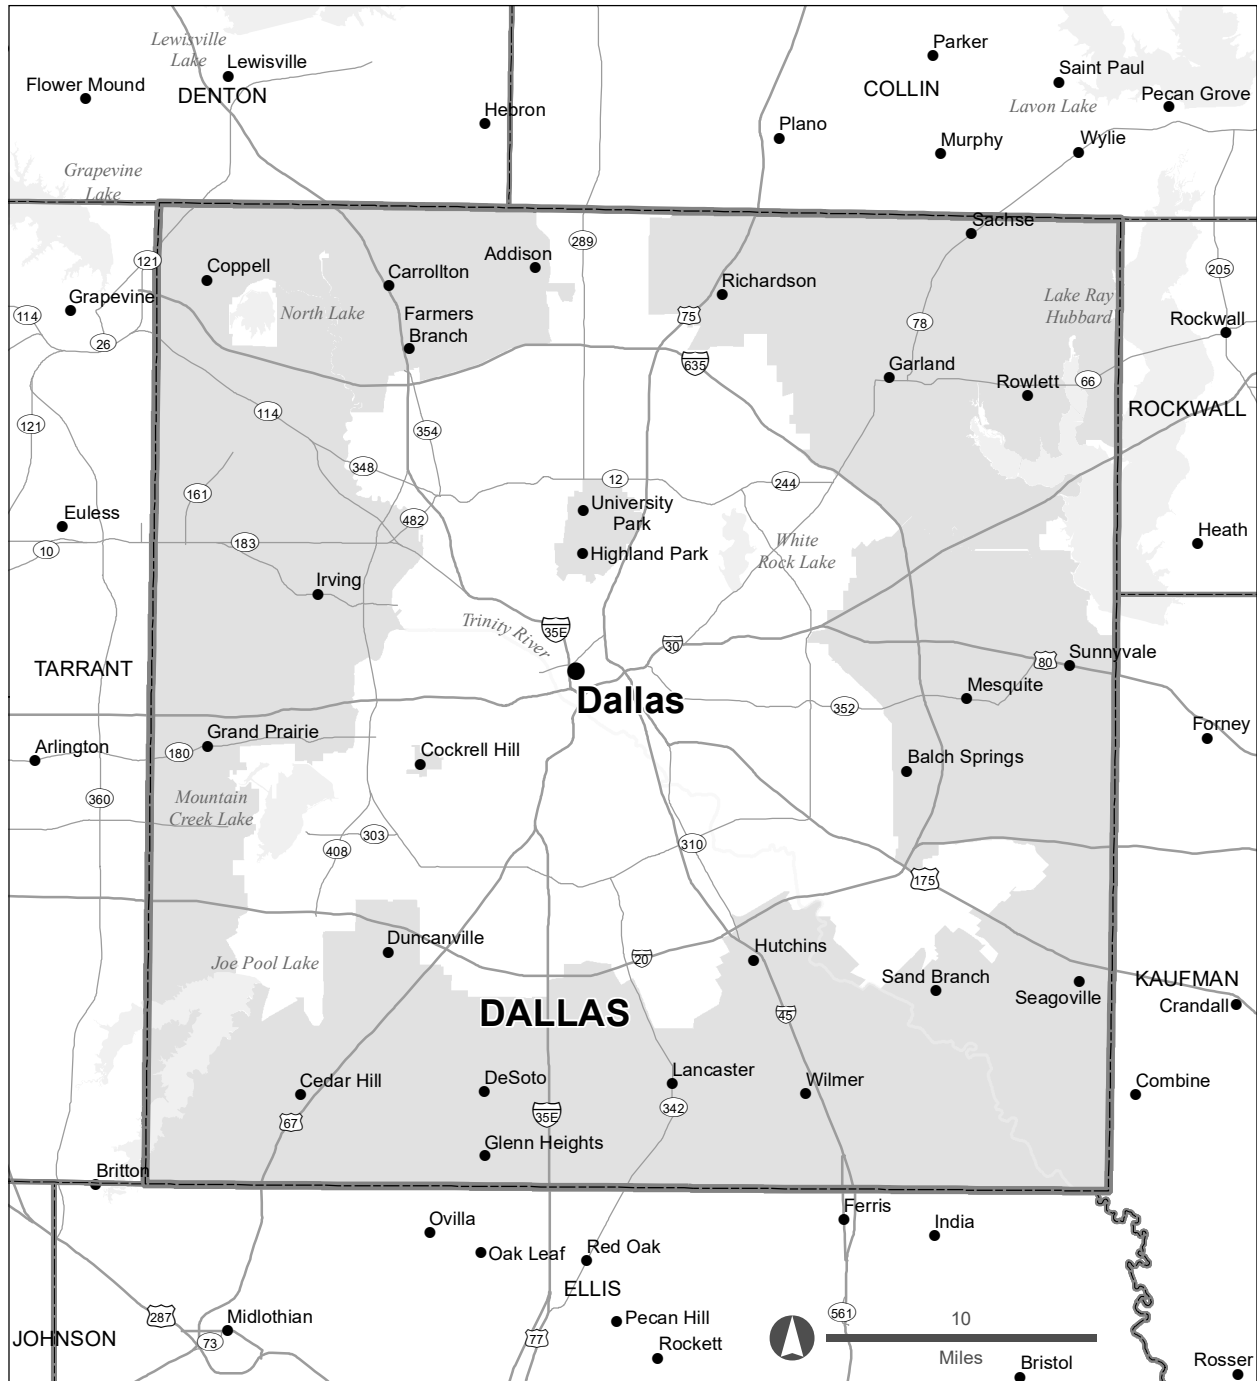 Lewisville
Lake
Lewisville
Flower Mound
DENTON
Hebron
Parker
COLLIN
Saint Paul
Pecan Grove
Lavon Lake
Plano
Murphy
Wylie
Grapevine
Lake
Sachse
121
Coppell
Addison
289
Carrollton
Richardson
205
Grapevine
114
26
North Lake
Farmers
Branch
75
78
Lake Ray
Hubbard
Rockwall
635
Garland
Rowlett
66
114
ROCKWALL
121
354
348
12
244
161
University
Park
Euless
482
10
183
Highland Park
White
Rock Lake
Heath
Irving
Trinity River
35E
30
TARRANT
80
Sunnyvale
Dallas
Mesquite
352
Grand Prairie
180
Arlington
Cockrell Hill
Balch Springs
Forney
360
Mountain
Creek Lake
303
408
310
175
Duncanville
Hutchins
Joe Pool Lake
20
Sand Branch
Seagoville
KAUFMAN
Crandall
DALLAS
45
Cedar Hill
DeSoto
Lancaster
Wilmer
Combine
67
35E
342
Glenn Heights
Britton
Ovilla
Ferris
India
Oak Leaf
Red Oak
ELLIS
287
Midlothian
JOHNSON
73
77
Pecan Hill
Rockett
561
10
Miles
Bristol
Rosser